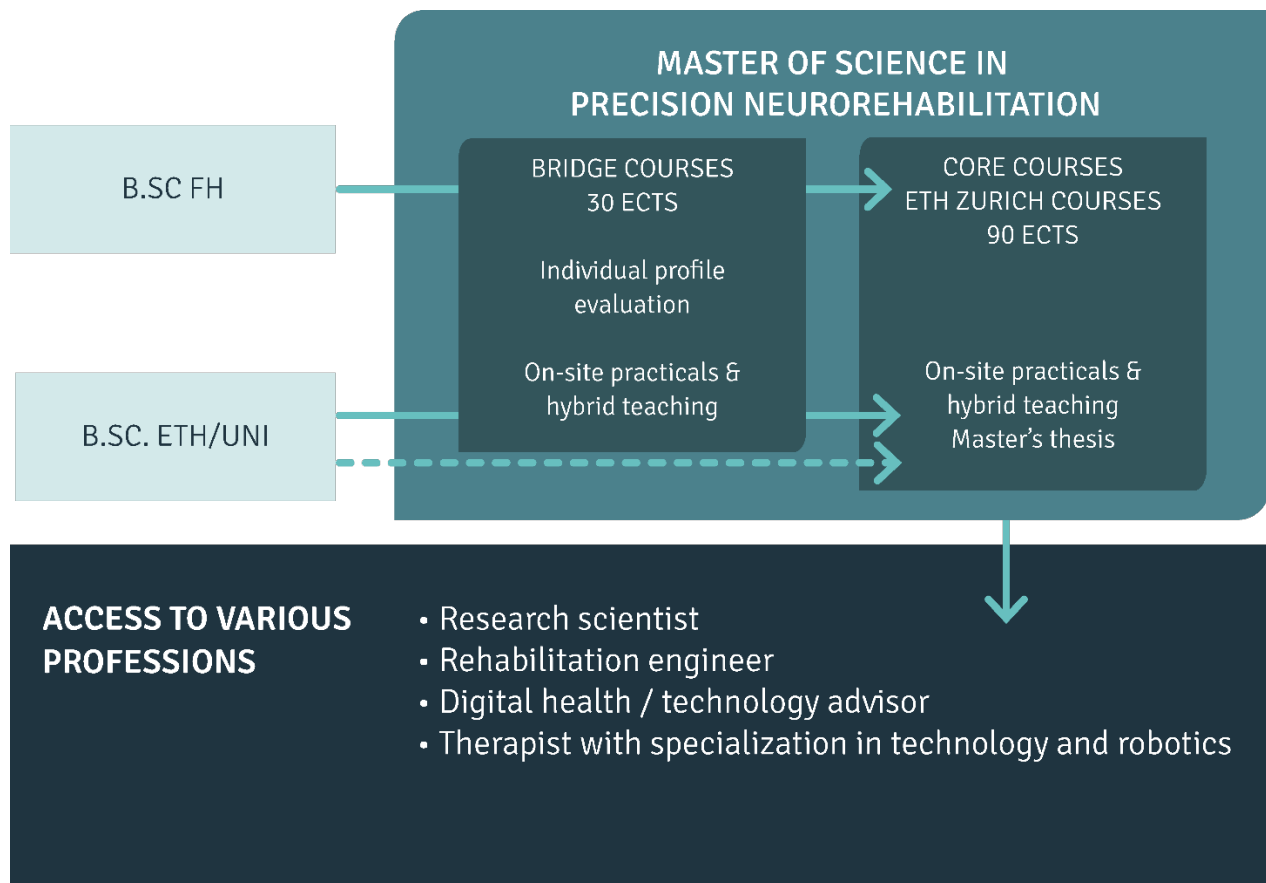 MASTER OF SCIENCE IN
PRECISION NEUROREHABILITATION
B.SC FH
B.SC. ETH/UNI
BRIDGE COURSES
30 ECTS
Individual profile
evaluation
On-site practicals &
hybrid teaching
CORE COURSES
ETH ZURICH COURSES
90 ECTS
On-site practicals &
hybrid teaching
Master's thesis
ACCESS TO VARIOUS
PROFESSIONS
• Research scientist
• Rehabilitation engineer
• Digital health / technology advisor
• Therapist with specialization in technology and robotics